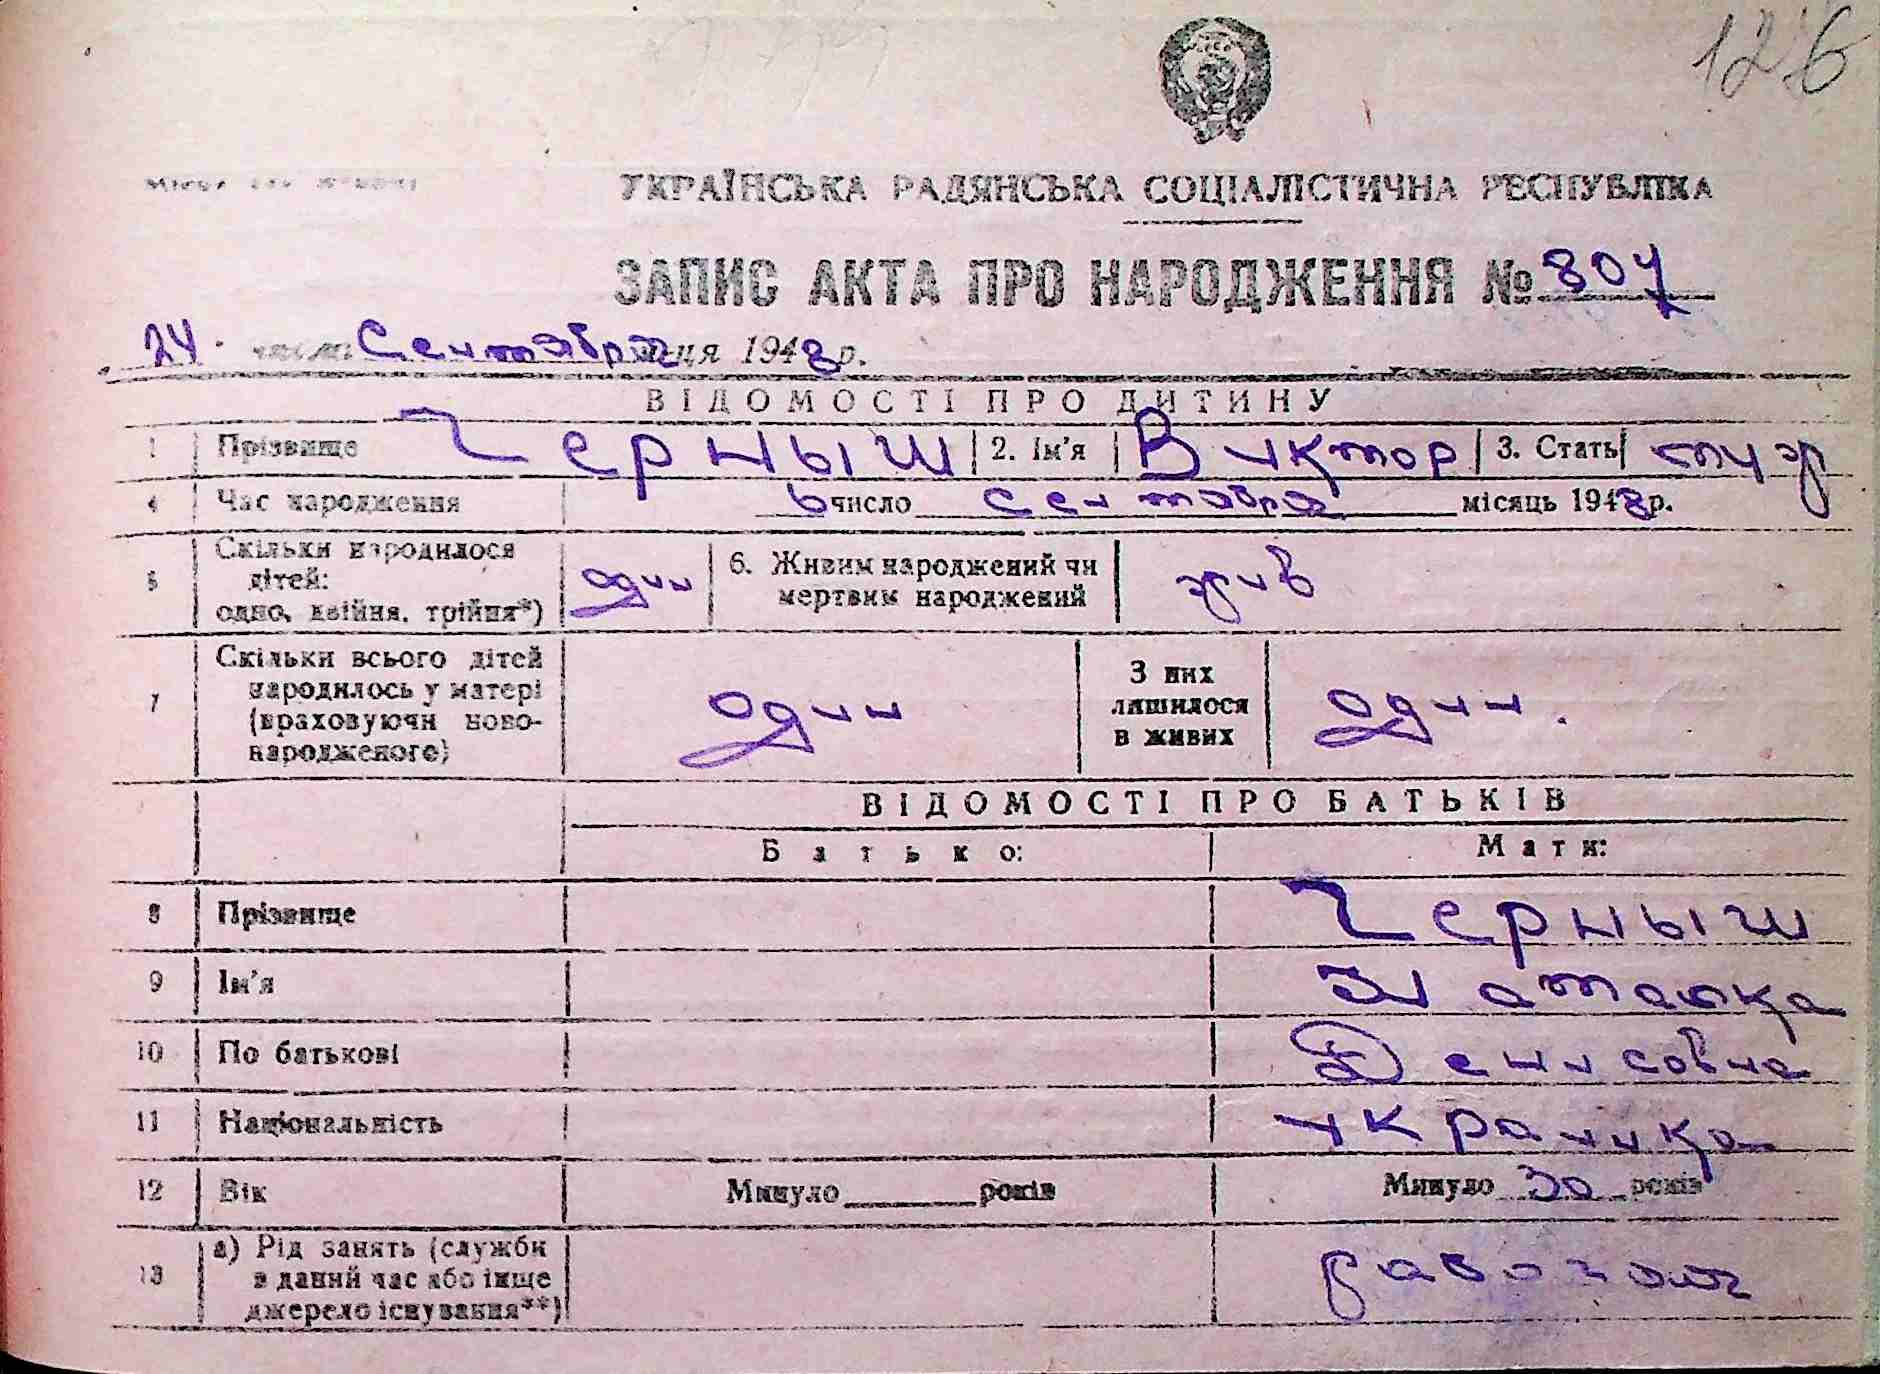 126
УКРАЇНСЬКА РАДЯНСЬКА СОЦІАЛІСТИЧНА РЕСПУБЛІКА
ЗАПИС АКТА ПРО НАРОДЖЕННЯ № 807
24. числа Сентября місяця 1948 р.
ВІДОМОСТІ ПРО ДИТИНУ
1 Прізвище Черныш 2. Ім'я Виктор 3. Стать муж
4 Час народження 6 число Сентября місяць 1948 р.
5 Скільки народилося дітей: одно, двійня, трійня*) один 6. Живим народжений чи мертвим народжений жив
7 Скільки всього дітей народилось у матері (враховуючи новонародженого) один З них лишилося в живих один.
ВІДОМОСТІ ПРО БАТЬКІВ
Батько: Мати:
8 Прізвище Черныш
9 Ім'я Наталка
10 По батькові Денисовна
11 Національність украинка
12 Вік Минуло року років Минуло 30 років
13 а) Рід занять (служби в даний час або інще джерело існування**)